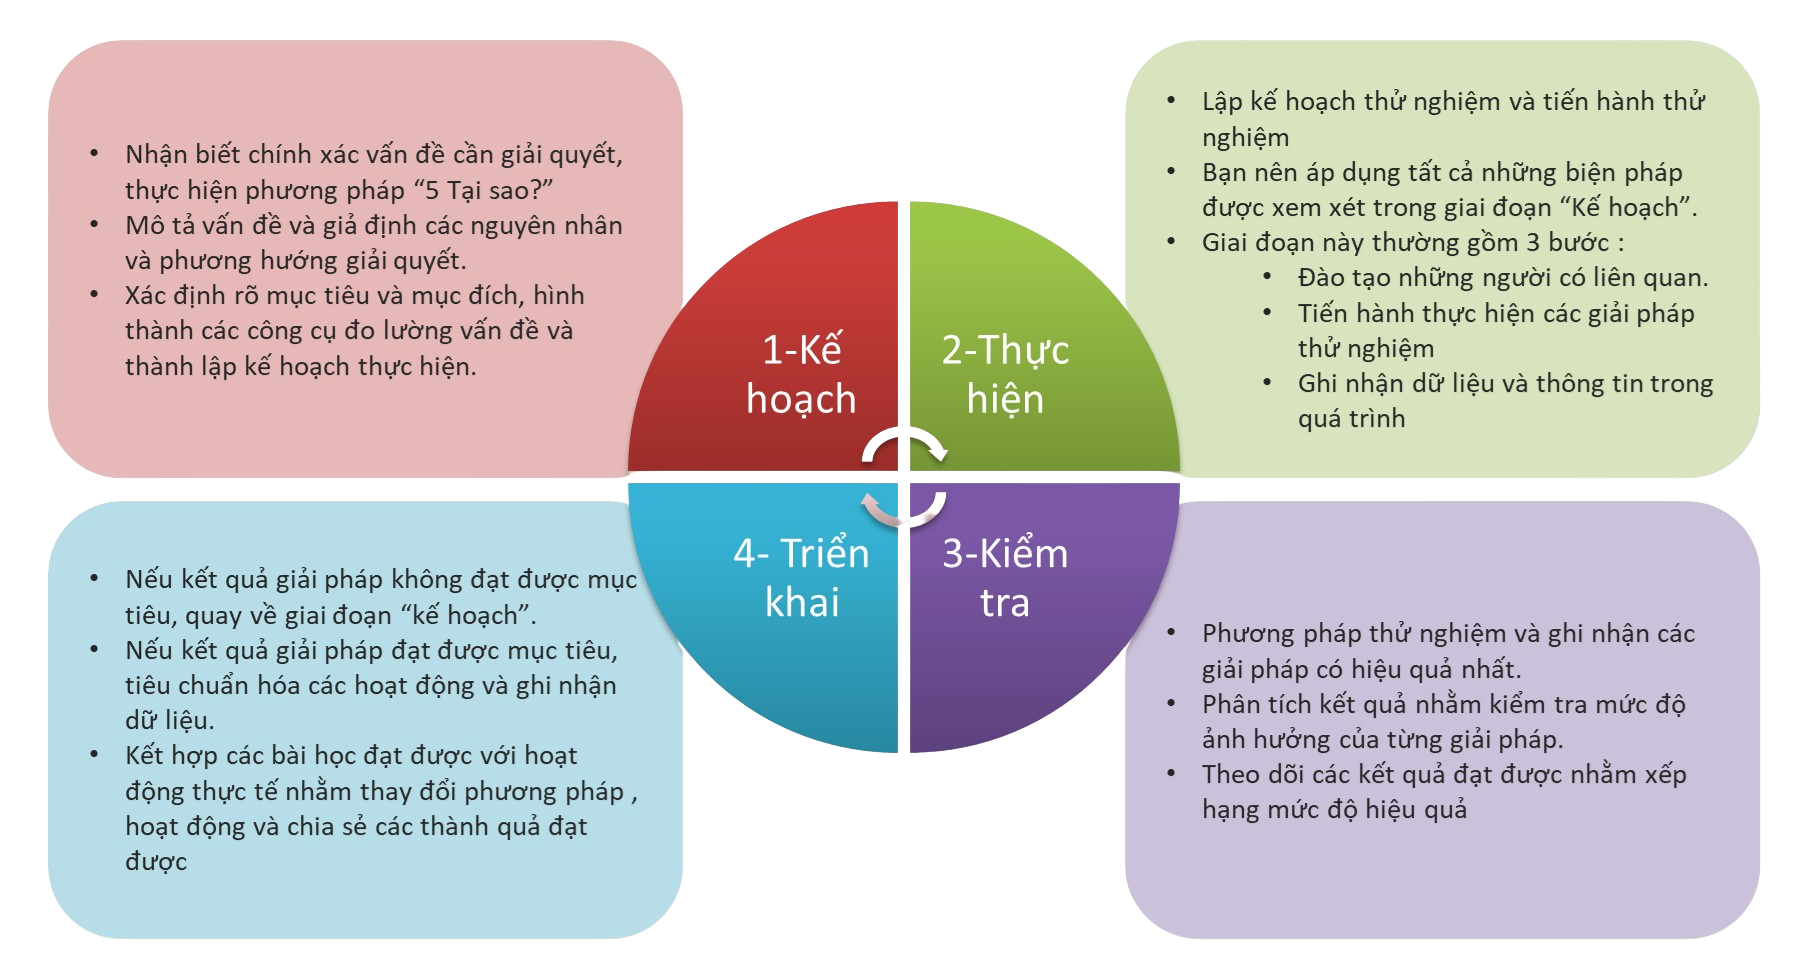 • Nhận biết chính xác vấn đề cần giải quyết,
thực hiện phương pháp “5 Tại sao?”
• Mô tả vấn đề và giả định các nguyên nhân
và phương hướng giải quyết.
• Xác định rõ mục tiêu và mục đích, hình
thành các công cụ đo lường vấn đề và
thành lập kế hoạch thực hiện.
1-Kế
hoạch
• Lập kế hoạch thử nghiệm và tiến hành thử
nghiệm
• Bạn nên áp dụng tất cả những biện pháp
được xem xét trong giai đoạn “Kế hoạch”.
• Giai đoạn này thường gồm 3 bước :
• Đào tạo những người có liên quan.
• Tiến hành thực hiện các giải pháp
thử nghiệm
• Ghi nhận dữ liệu và thông tin trong
quá trình
2-Thực
hiện
• Nếu kết quả giải pháp không đạt được mục
tiêu, quay về giai đoạn “kế hoạch”.
• Nếu kết quả giải pháp đạt được mục tiêu,
tiêu chuẩn hóa các hoạt động và ghi nhận
dữ liệu.
• Kết hợp các bài học đạt được với hoạt
động thực tế nhằm thay đổi phương pháp ,
hoạt động và chia sẻ các thành quả đạt
được
4- Triển
khai
3-Kiểm
tra
• Phương pháp thử nghiệm và ghi nhận các
giải pháp có hiệu quả nhất.
• Phân tích kết quả nhằm kiểm tra mức độ
ảnh hưởng của từng giải pháp.
• Theo dõi các kết quả đạt được nhằm xếp
hạng mức độ hiệu quả